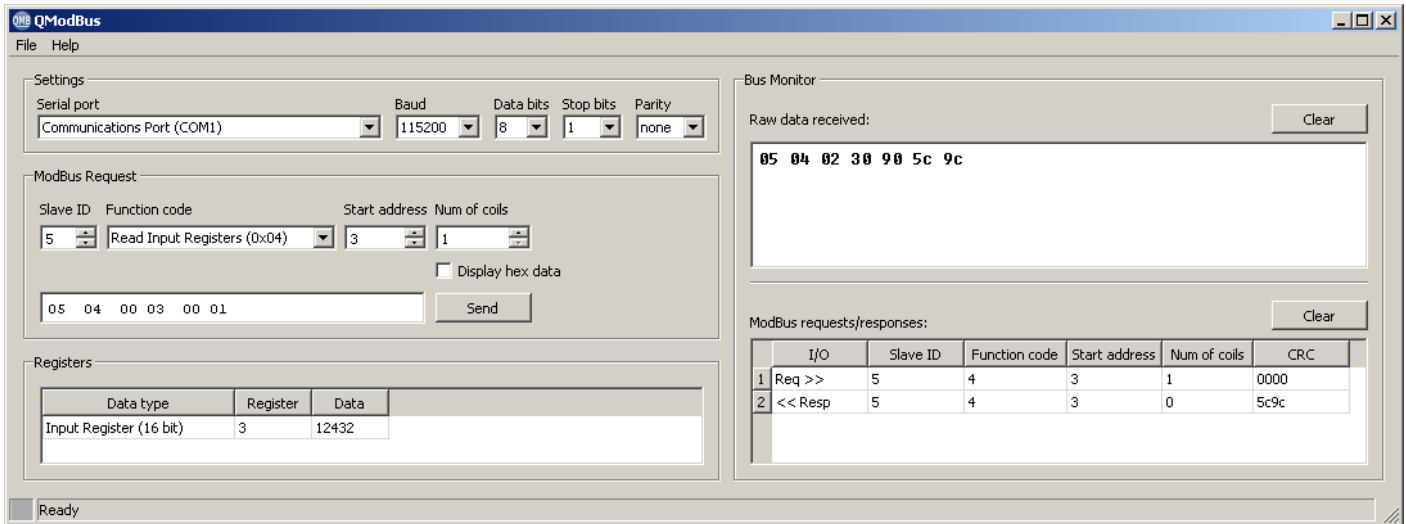 QMB QModBus
File Help
Settings
Serial port Baud Data bits Stop bits Parity
Communications Port (COM1) 115200 8 1 none
ModBus Request
Slave ID Function code Start address Num of coils
5 Read Input Registers (0x04) 3 1
Display hex data
05 04 00 03 00 01 Send
Registers
Data type Register Data
Input Register (16 bit) 3 12432
Bus Monitor
Raw data received: Clear
05 04 02 30 90 5c 9c
ModBus requests/responses: Clear
I/O Slave ID Function code Start address Num of coils CRC
1 Req >> 5 4 3 1 0000
2 << Resp 5 4 3 0 5c9c
Ready